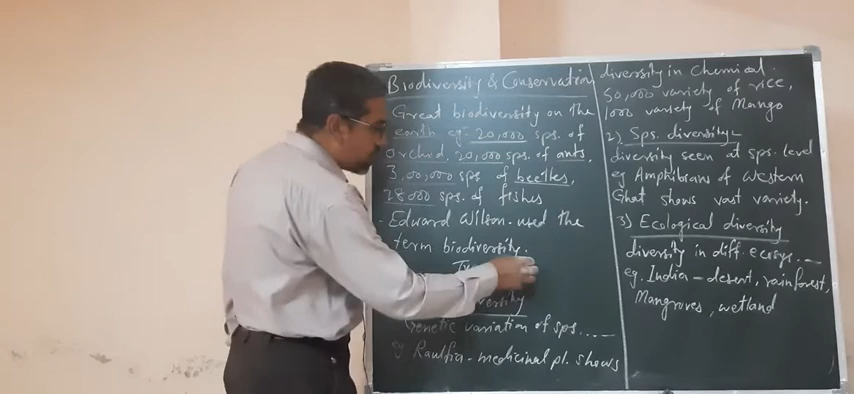 Biodiversity & Conservation
Great biodiversity on the
earth eg- 20,000 sps. of
orchid, 20,000 sps. of ants,
3,00,000 sps of beetles,
28000 sps. of fishes
- Edward Wilson- used the
term biodiversity.
Genetic variation of sps.....
eg Raulfia - medicinal pl. shows
diversity in Chemical.
50,000 variety of rice,
1000 variety of Mango
2) Sps. diversity-
diversity seen at sps. level
eg Amphibians of Western
Ghat shows vast variety.
3) Ecological diversity
diversity in diff. ecosys...
eg. India - desert, rainforest,
Mangroves, wetland